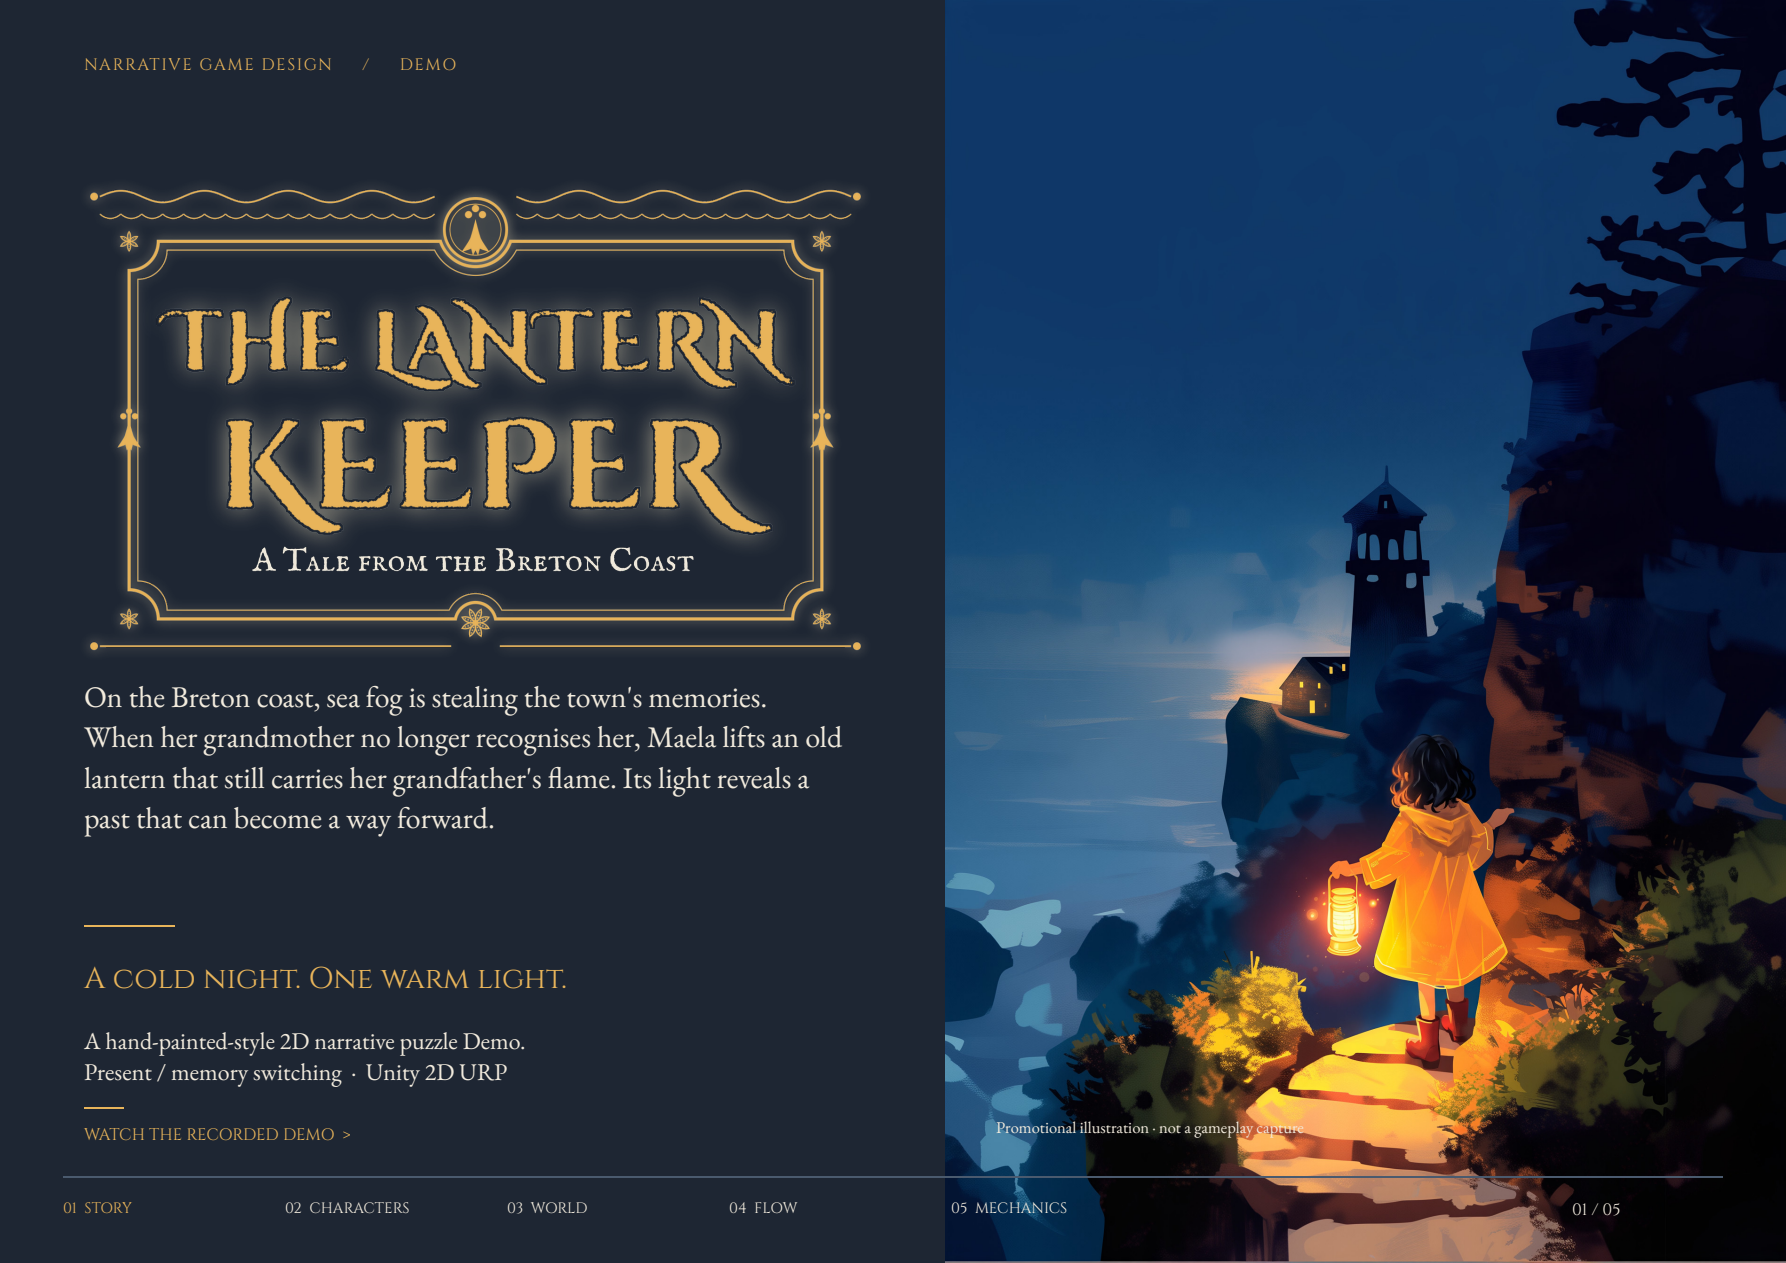 NARRATIVE GAME DESIGN / DEMO
THE LANTERN
KEEPER
A TALE FROM THE BRETON COAST
On the Breton coast, sea fog is stealing the town's memories.
When her grandmother no longer recognises her, Maela lifts an old
lantern that still carries her grandfather's flame. Its light reveals a
past that can become a way forward.
A COLD NIGHT. ONE WARM LIGHT.
A hand-painted-style 2D narrative puzzle Demo.
Present / memory switching · Unity 2D URP
WATCH THE RECORDED DEMO >
Promotional illustration · not a gameplay capture
01 STORY 02 CHARACTERS 03 WORLD 04 FLOW 05 MECHANICS 01 / 05